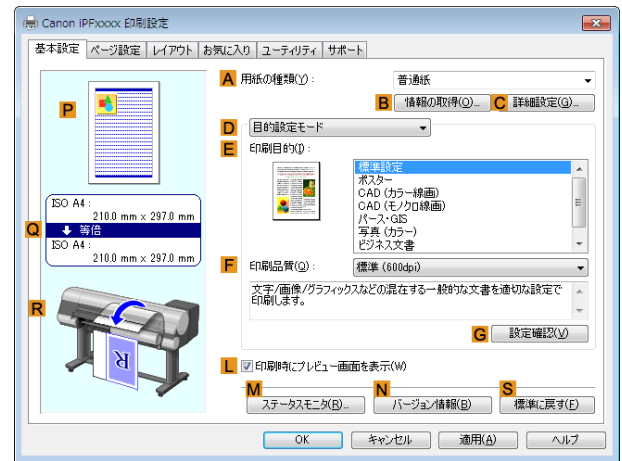 Canon iPFxxxx 印刷設定
基本設定 ページ設定 レイアウト お気に入り ユーティリティ サポート
A 用紙の種類(Y): 普通紙
B 情報の取得(O)... C 詳細設定(G)...
D 目的設定モード
E 印刷目的(I):
標準設定
ポスター
CAD (カラー線画)
CAD (モノクロ線画)
パース・GIS
写真 (カラー)
ビジネス文書
F 印刷品質(Q): 標準 (600dpi)
文字/画像/グラフィックスなどの混在する一般的な文書を適切な設定で
印刷します。
G 設定確認(V)
P
ISO A4 :
210.0 mm x 297.0 mm
Q 等倍
ISO A4 :
210.0 mm x 297.0 mm
R
R
L 印刷時にプレビュー画面を表示(W)
M N S
ステータスモニタ(R)... バージョン情報(B) 標準に戻す(F)
OK キャンセル 適用(A) ヘルプ